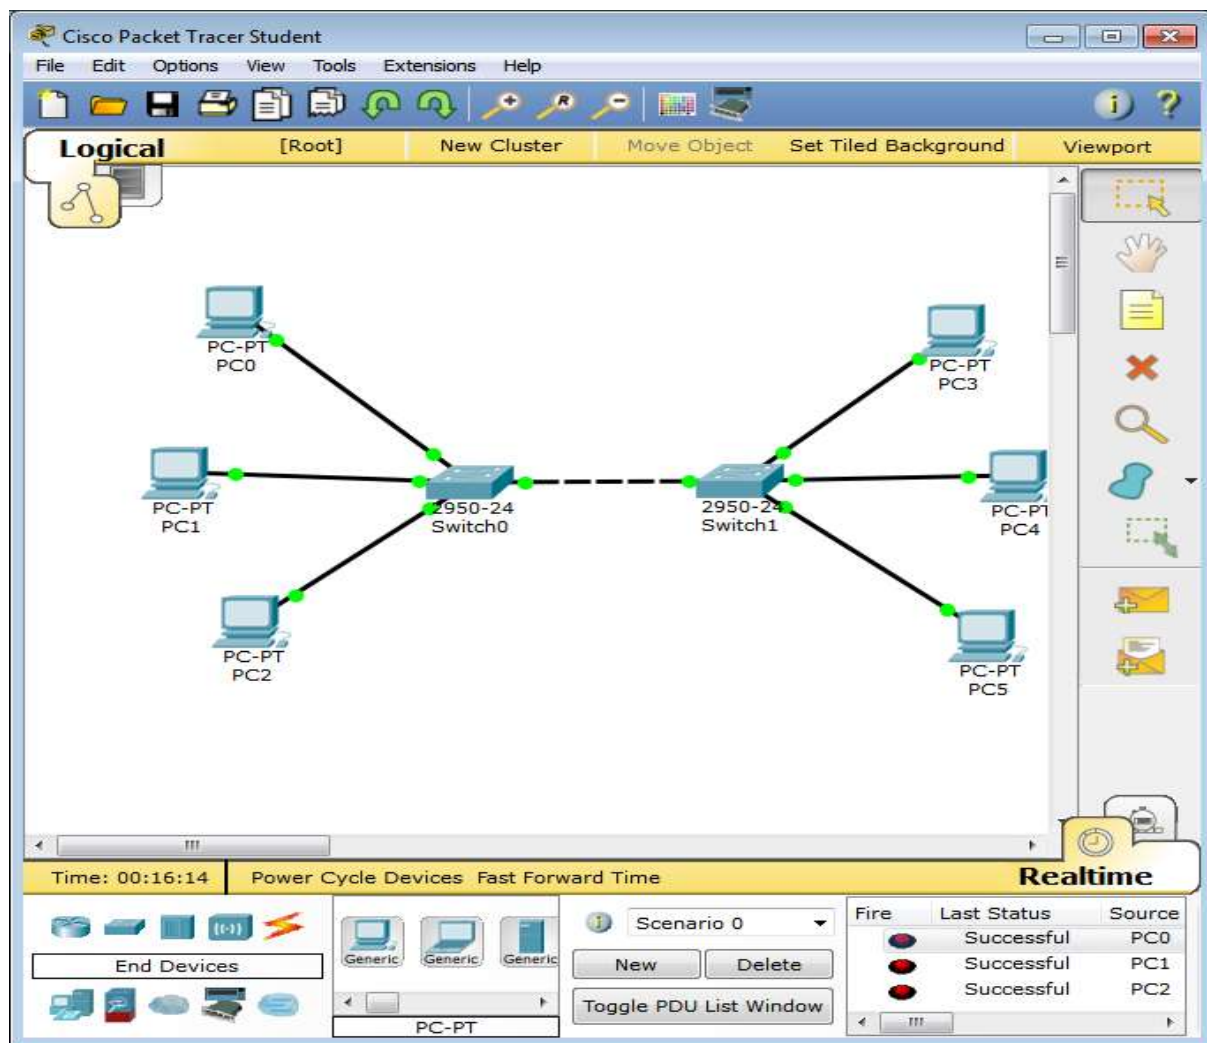 Cisco Packet Tracer Student
File Edit Options View Tools Extensions Help
Logical [Root] New Cluster Move Object Set Tiled Background Viewport
PC-PT
PC0
PC-PT
PC3
PC-PT
PC1
2950-24
Switch0
2950-24
Switch1
PC-PT
PC4
PC-PT
PC2
PC-PT
PC5
Time: 00:16:14 Power Cycle Devices Fast Forward Time Realtime
End Devices
Generic Generic Generic
PC-PT
Scenario 0
New Delete
Toggle PDU List Window
Fire Last Status Source
Successful PC0
Successful PC1
Successful PC2